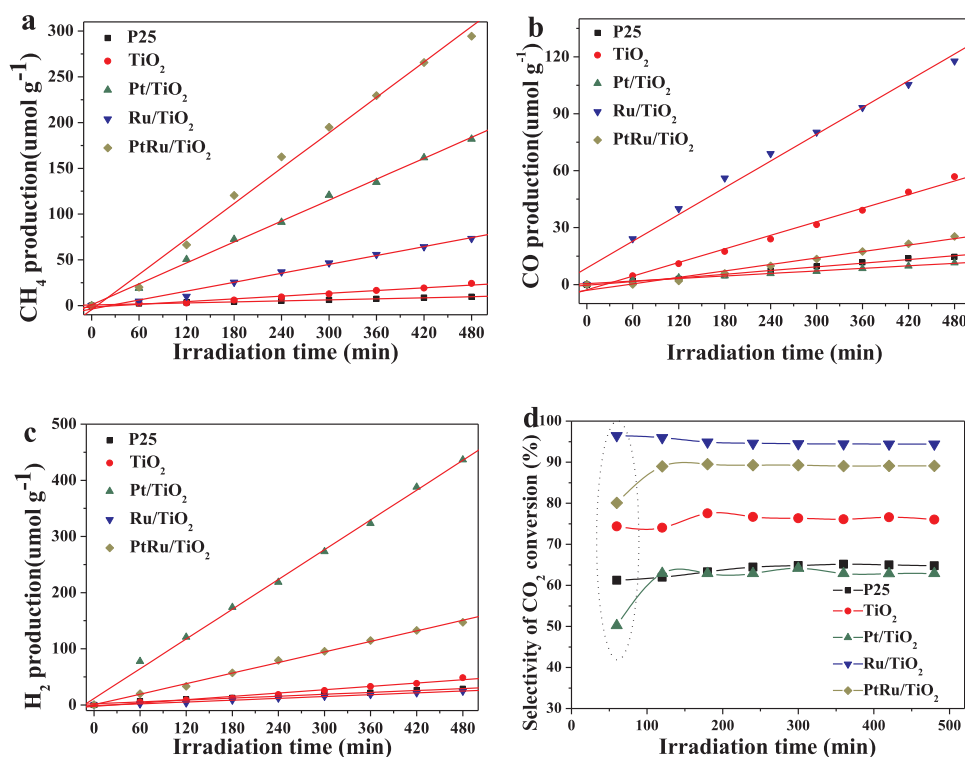 a
CH4 production(umol g-1)
300
250
200
150
100
50
0
P25
TiO2
Pt/TiO2
Ru/TiO2
PtRu/TiO2
0 60 120 180 240 300 360 420 480
Irradiation time (min)
b
CO production(umol g-1)
120
90
60
30
0
P25
TiO2
Pt/TiO2
Ru/TiO2
PtRu/TiO2
0 60 120 180 240 300 360 420 480
Irradiation time (min)
c
H2 production(umol g-1)
500
400
300
200
100
0
P25
TiO2
Pt/TiO2
Ru/TiO2
PtRu/TiO2
0 60 120 180 240 300 360 420 480
Irradiation time (min)
d
Selectivity of CO2 conversion (%)
100
95
90
85
80
75
70
65
60
55
50
40
30
P25
TiO2
Pt/TiO2
Ru/TiO2
PtRu/TiO2
0 100 200 300 400 500
Irradiation time (min)